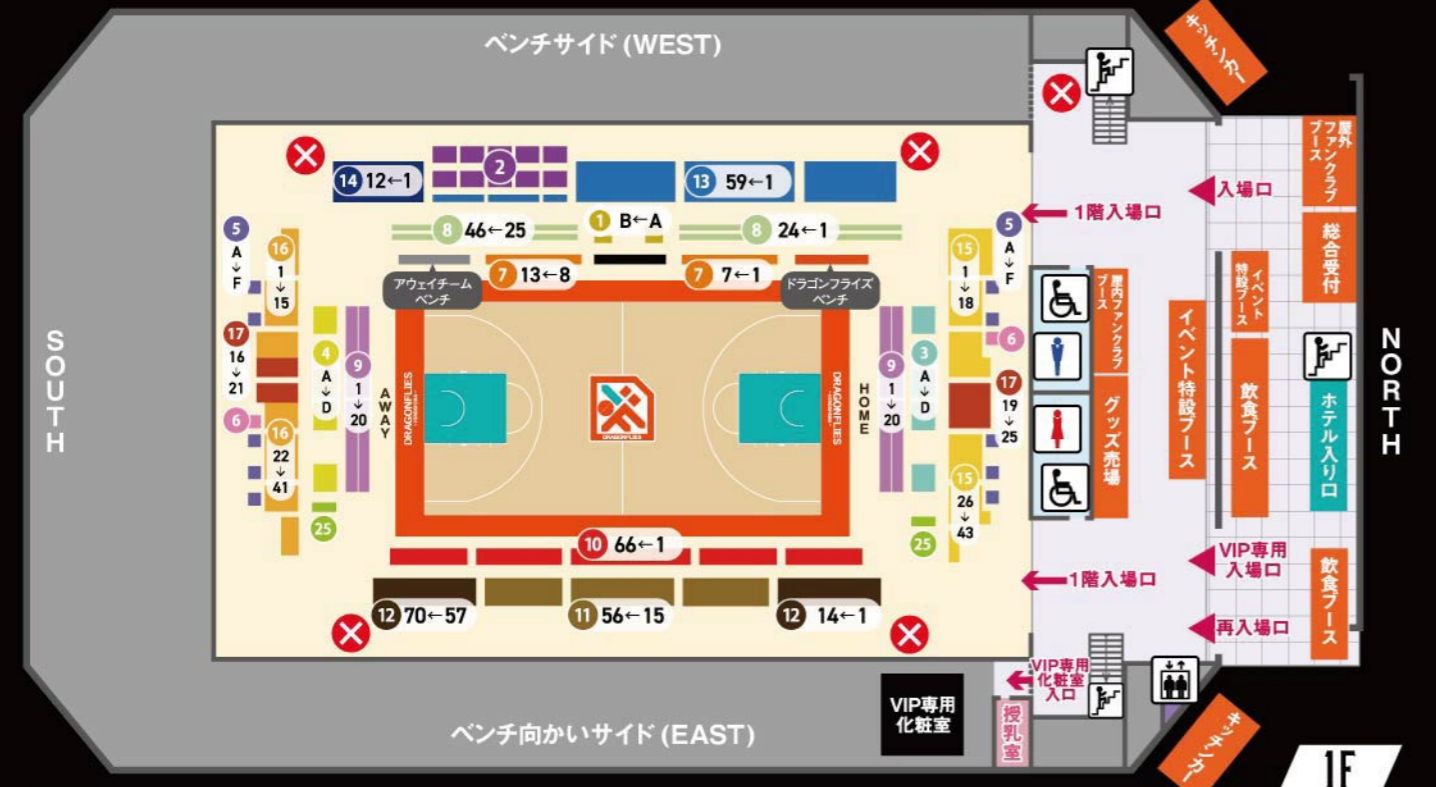 ベンチサイド (WEST)
キッチンカー
屋外
ファンクラブ
ブース
入場口
1階入場口
総合受付
14 12←1
2
13 59←1
8 46←25
1 B←A
8 24←1
アウェイチーム
ベンチ
7 13←8
7 7←1
ドラゴンフライズ
ベンチ
5
A
↓
F
16
1
↓
15
17
16
↓
21
6
16
22
↓
41
4
A
↓
D
25
9
1
↓
20
AWAY
DRAGONFLIES
DRAGONFLIES
DRAGONFLIES
HOME
9
1
↓
20
3
A
↓
D
25
15
1
↓
18
5
A
↓
F
6
17
19
↓
25
15
26
↓
43
屋内ファンクラブ
ブース
グッズ売場
イベント特設ブース
イベント
特設ブース
飲食ブース
ホテル入り口
SOUTH
NORTH
10 66←1
12 70←57
11 56←15
12 14←1
1階入場口
VIP専用
入場口
再入場口
飲食ブース
VIP専用
化粧室
入口
VIP専用
化粧室
授乳室
ベンチ向かいサイド (EAST)
キッチンカー
1F